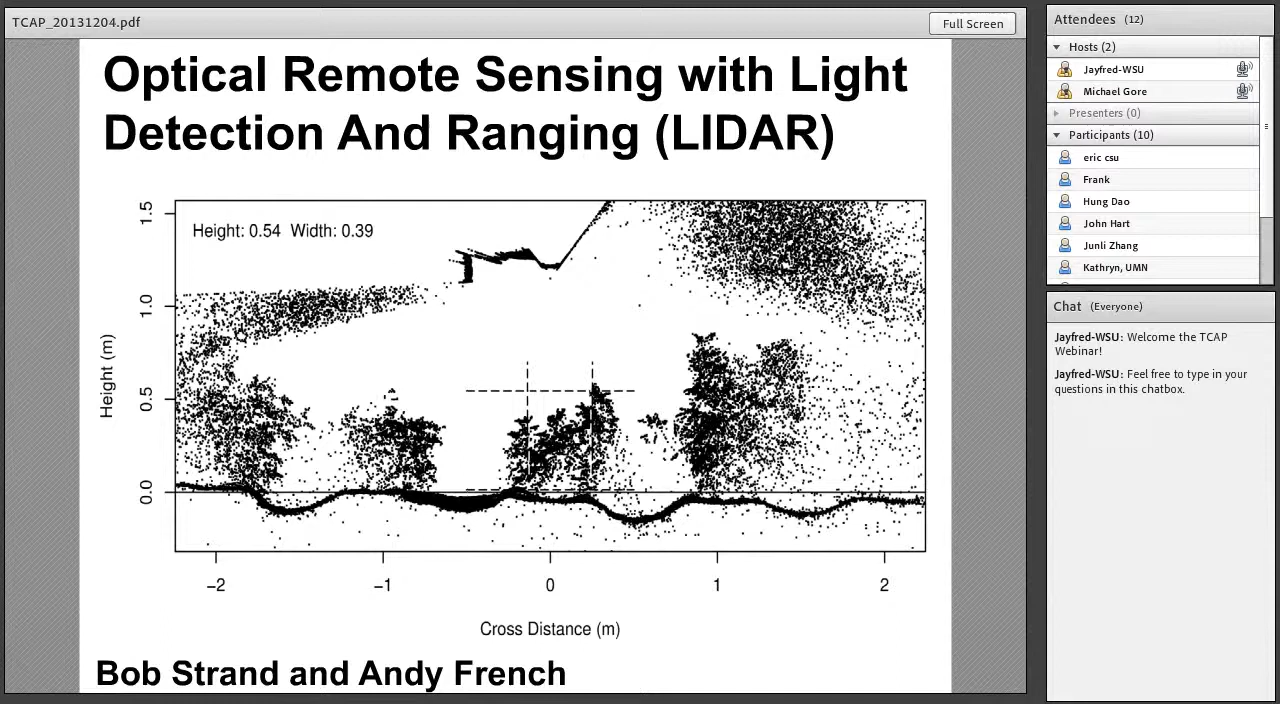 TCAP_20131204.pdf
Full Screen
Optical Remote Sensing with Light
Detection And Ranging (LIDAR)
Height: 0.54 Width: 0.39
1.5
1.0
0.5
0.0
Height (m)
−2 −1 0 1 2
Cross Distance (m)
Bob Strand and Andy French
Attendees (12)
Hosts (2)
Jayfred-WSU
Michael Gore
Presenters (0)
Participants (10)
eric csu
Frank
Hung Dao
John Hart
Junli Zhang
Kathryn, UMN
Chat (Everyone)
Jayfred-WSU: Welcome the TCAP
Webinar!
Jayfred-WSU: Feel free to type in your
questions in this chatbox.